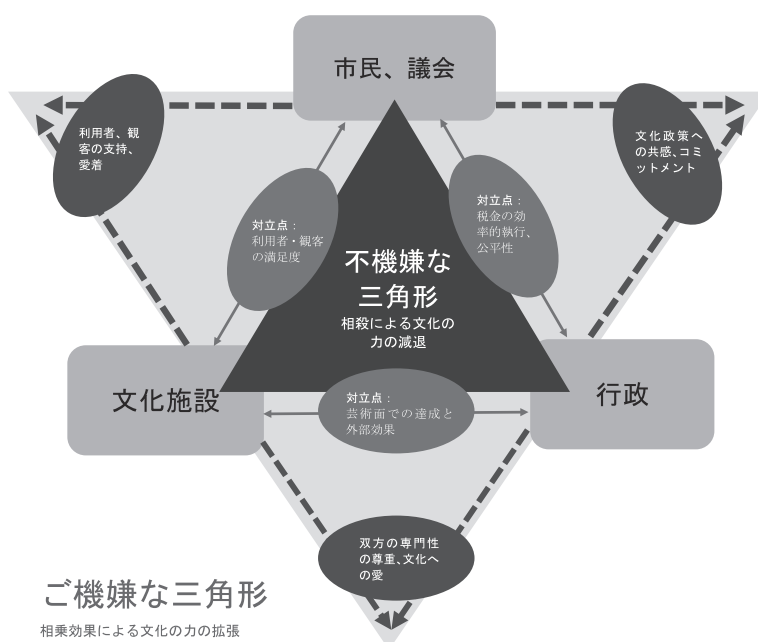 市民、議会
利用者、観
客の支持、
愛着
文化政策へ
の共感、コミ
ットメント
対立点：
利用者・観客
の満足度
対立点：
税金の効
率的執行、
公平性
不機嫌な
三角形
相殺による文化の
力の減退
文化施設
行政
対立点：
芸術面での達成と
外部効果
双方の専門性
の尊重、文化へ
の愛
ご機嫌な三角形
相乗効果による文化の力の拡張